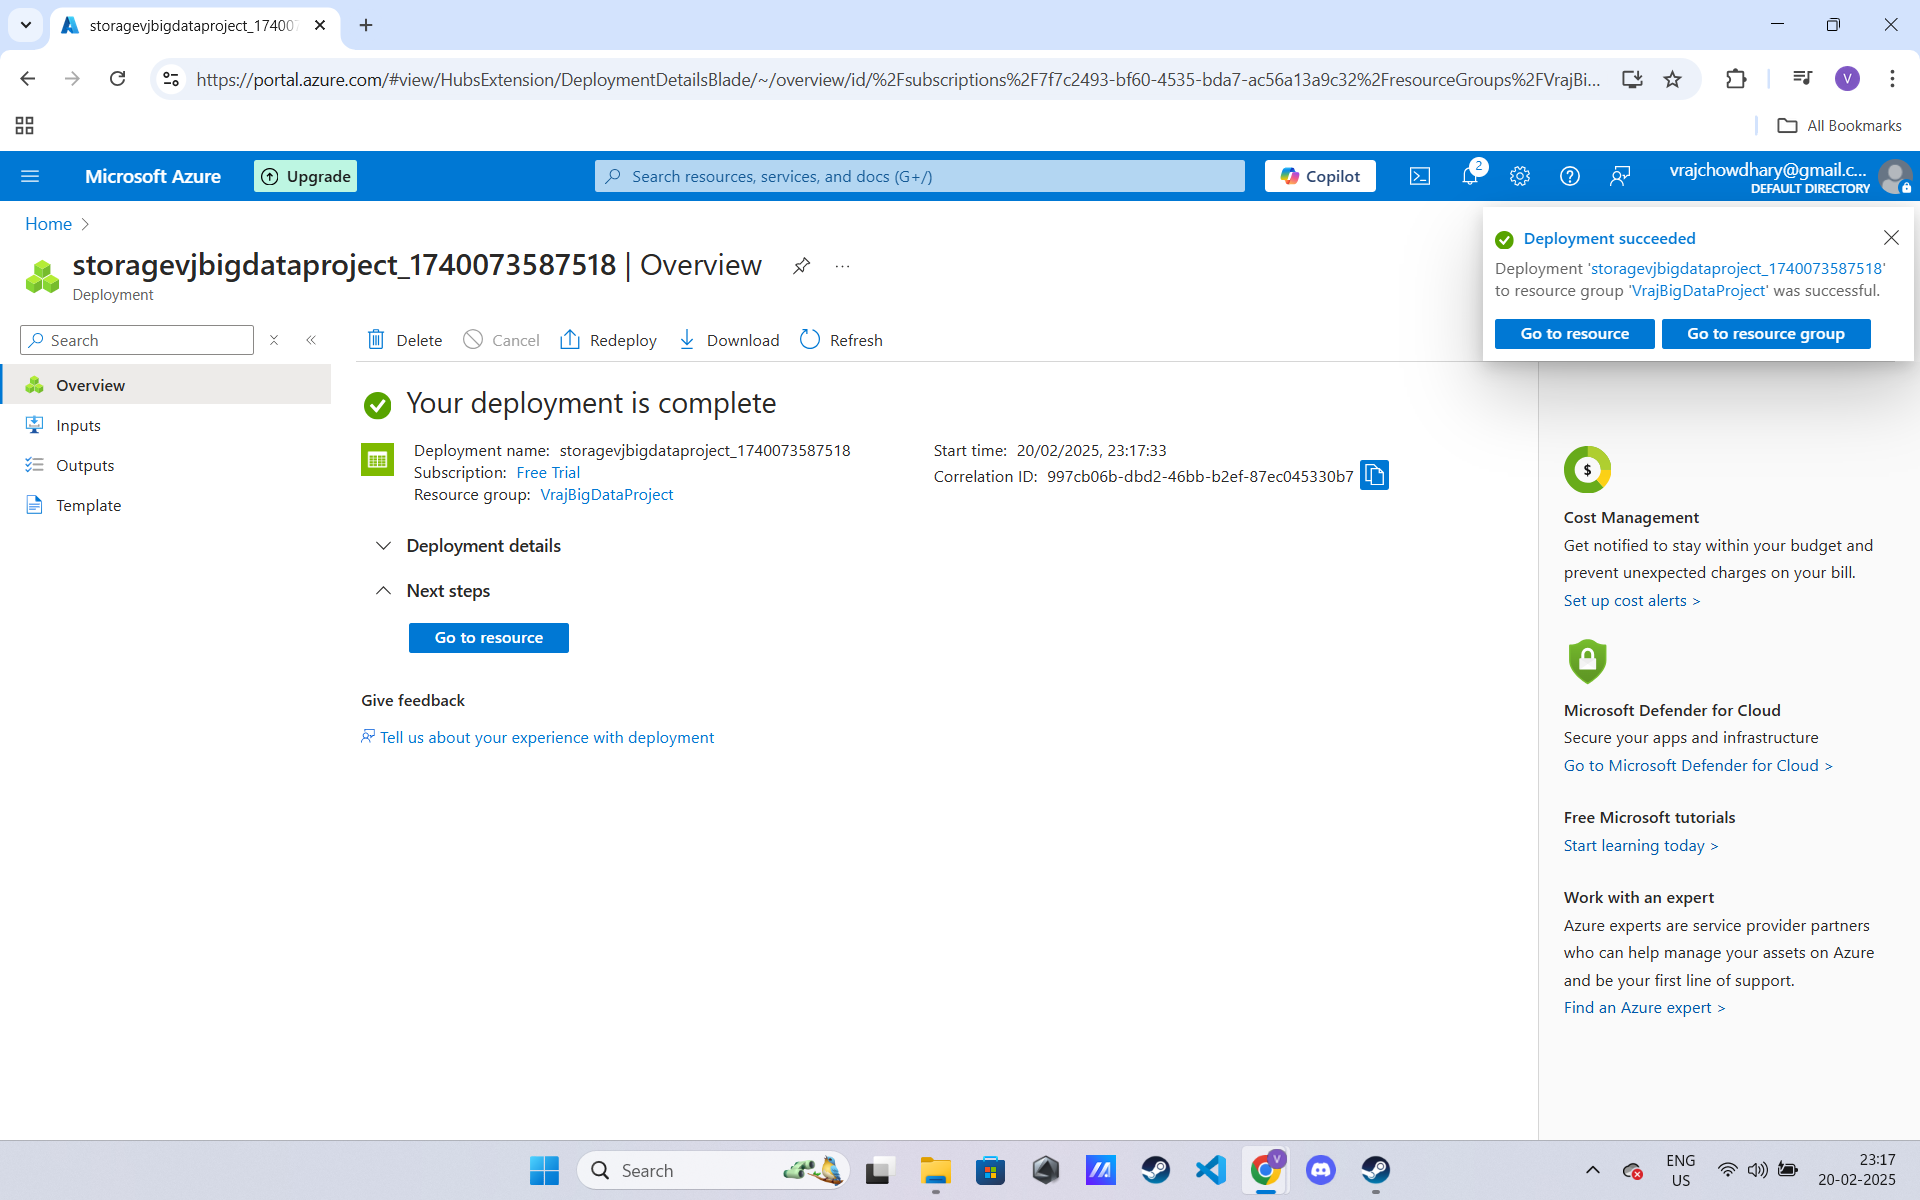 storagevjbigdataproject_17400
https://portal.azure.com/#view/HubsExtension/DeploymentDetailsBlade/~/overview/id/%2Fsubscriptions%2F7f7c2493-bf60-4535-bda7-ac56a13a9c32%2FresourceGroups%2FVrajBi...
V
All Bookmarks
Microsoft Azure
Upgrade
Search resources, services, and docs (G+/)
Copilot
2
vrajchowdhary@gmail.c...
DEFAULT DIRECTORY
Home
storagevjbigdataproject_1740073587518 | Overview
...
Deployment
Deployment succeeded
Deployment 'storagevjbigdataproject_1740073587518'
to resource group 'VrajBigDataProject' was successful.
Go to resource
Go to resource group
Search
Overview
Inputs
Outputs
Template
Delete
Cancel
Redeploy
Download
Refresh
Your deployment is complete
Deployment name: storagevjbigdataproject_1740073587518
Subscription: Free Trial
Resource group: VrajBigDataProject
Start time: 20/02/2025, 23:17:33
Correlation ID: 997cb06b-dbd2-46bb-b2ef-87ec045330b7
Deployment details
Next steps
Go to resource
Give feedback
Tell us about your experience with deployment
$
Cost Management
Get notified to stay within your budget and
prevent unexpected charges on your bill.
Set up cost alerts >
Microsoft Defender for Cloud
Secure your apps and infrastructure
Go to Microsoft Defender for Cloud >
Free Microsoft tutorials
Start learning today >
Work with an expert
Azure experts are service provider partners
who can help manage your assets on Azure
and be your first line of support.
Find an Azure expert >
Search
V
ENG
US
23:17
20-02-2025